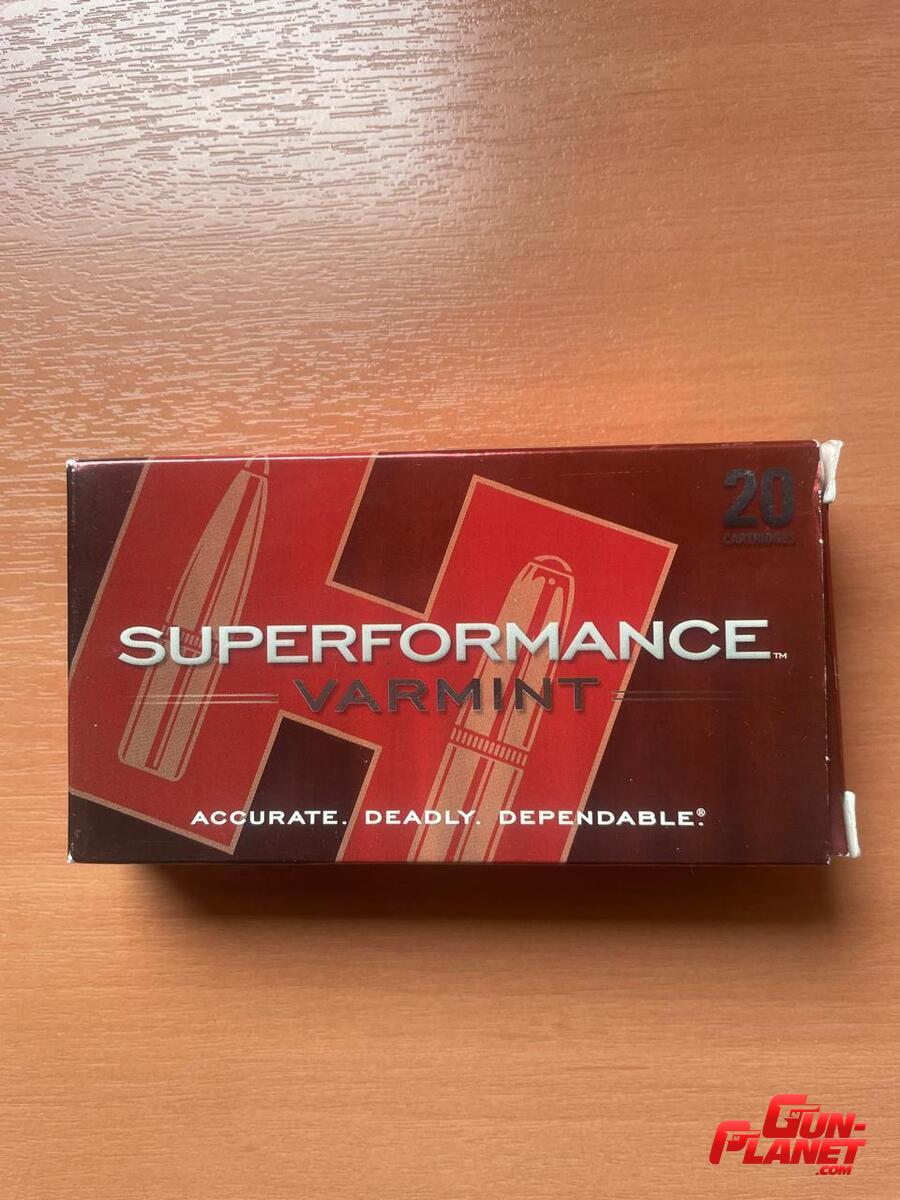 20
CARTRIDGES
SUPERFORMANCE™
VARMINT
ACCURATE. DEADLY. DEPENDABLE.®
GUN-
PLANET
.COM